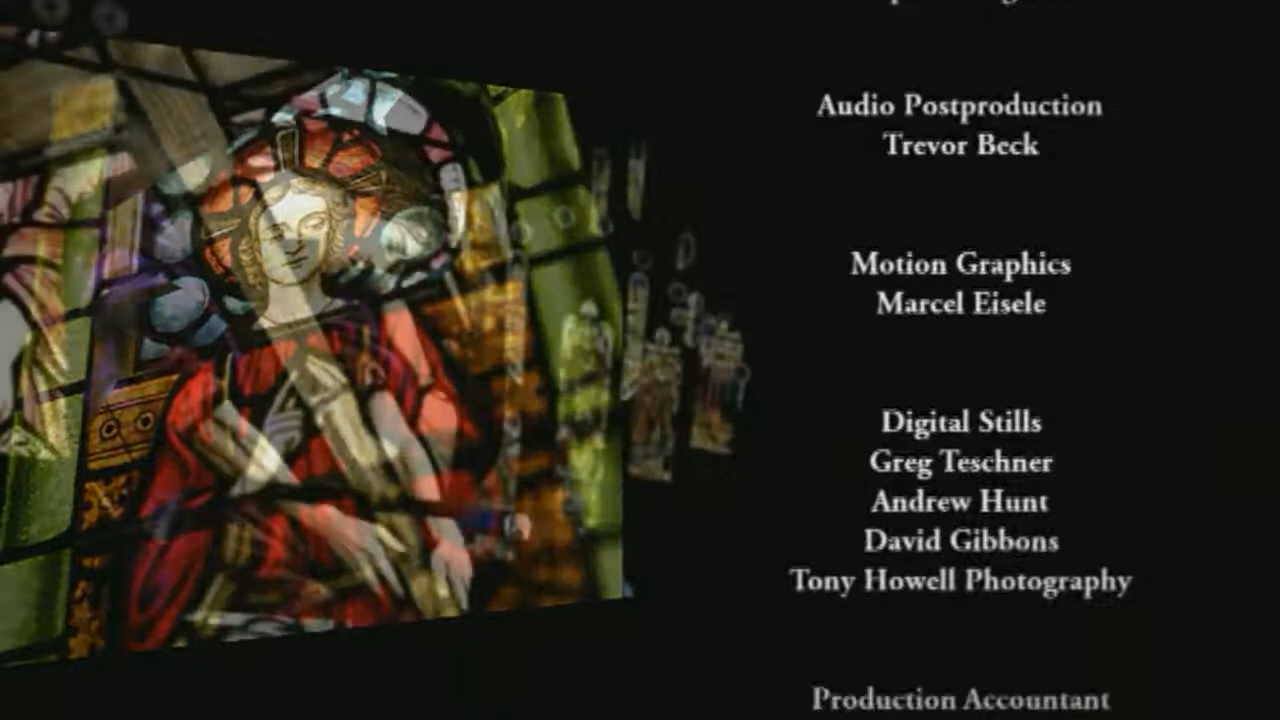 Audio Postproduction
Trevor Beck
Motion Graphics
Marcel Eisele
Digital Stills
Greg Teschner
Andrew Hunt
David Gibbons
Tony Howell Photography
Production Accountant